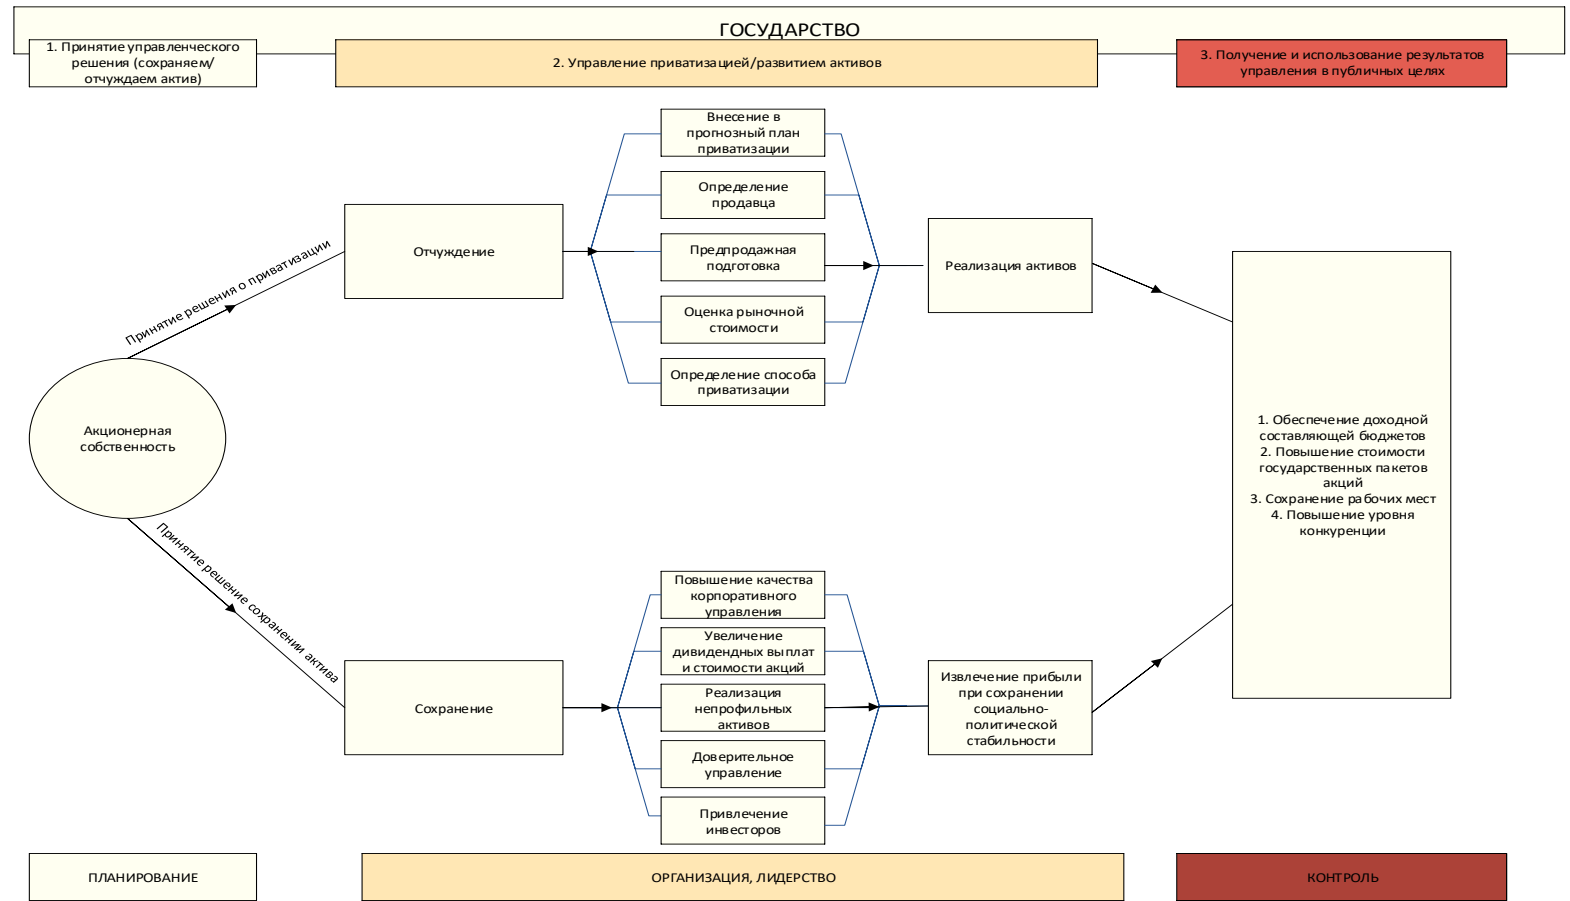 ГОСУДАРСТВО
1. Принятие управленческого
решения (сохраняем/
отчуждаем актив)
2. Управление приватизацией/развитием активов
3. Получение и использование результатов
управления в публичных целях
Внесение в
прогнозный план
приватизации
Определение
продавца
Предпродажная
подготовка
Оценка рыночной
стоимости
Определение способа
приватизации
Принятие решения о приватизации
Отчуждение
Реализация активов
Акционерная
собственность
1. Обеспечение доходной
составляющей бюджетов
2. Повышение стоимости
государственных пакетов
акций
3. Сохранение рабочих мест
4. Повышение уровня
конкуренции
Принятие решение сохранении актива
Сохранение
Повышение качества
корпоративного
управления
Увеличение
дивидендных выплат
и стоимости акций
Реализация
непрофильных
активов
Доверительное
управление
Привлечение
инвесторов
Извлечение прибыли
при сохранении
социально-
политической
стабильности
ПЛАНИРОВАНИЕ
ОРГАНИЗАЦИЯ, ЛИДЕРСТВО
КОНТРОЛЬ